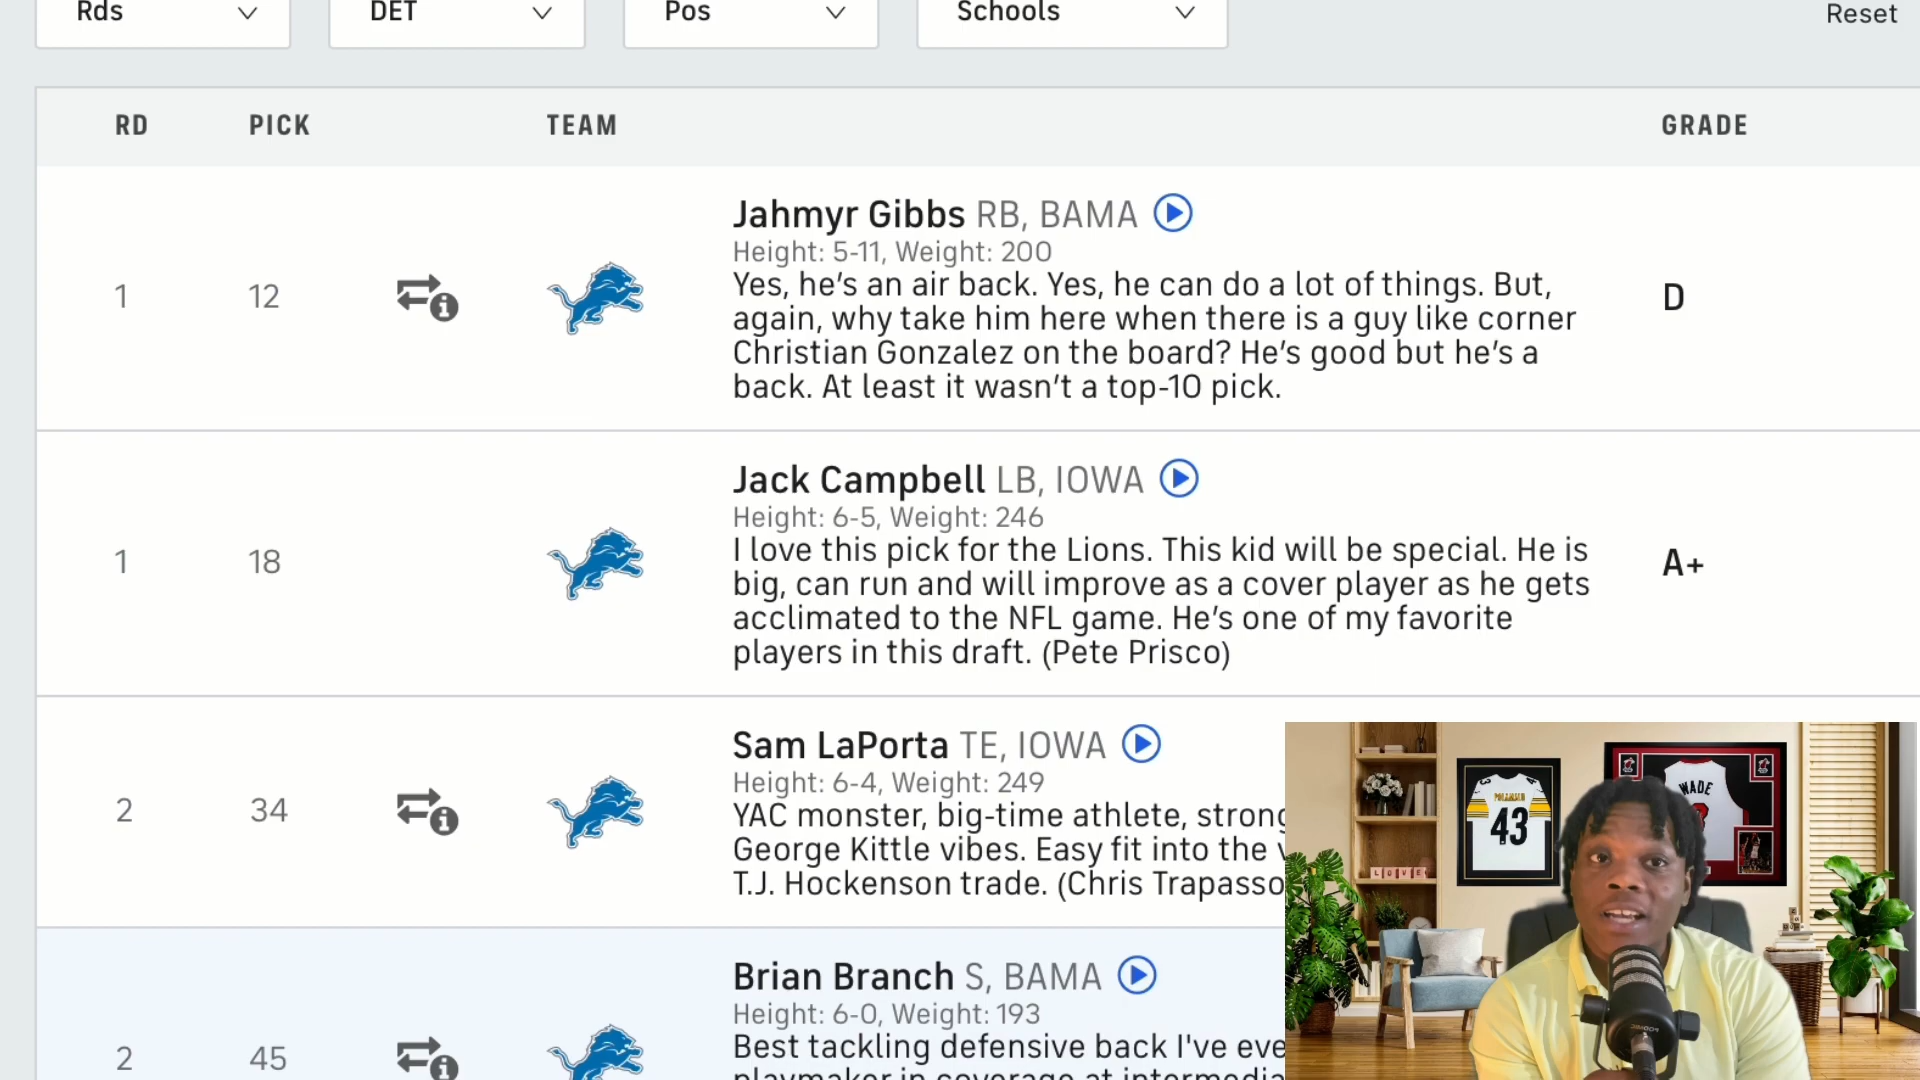 Rds DET Pos Schools Reset
RD PICK TEAM GRADE
Jahmyr Gibbs RB, BAMA
Height: 5-11, Weight: 200
1 12 Yes, he's an air back. Yes, he can do a lot of things. But, D
again, why take him here when there is a guy like corner
Christian Gonzalez on the board? He's good but he's a
back. At least it wasn't a top-10 pick.
Jack Campbell LB, IOWA
Height: 6-5, Weight: 246
1 18 I love this pick for the Lions. This kid will be special. He is A+
big, can run and will improve as a cover player as he gets
acclimated to the NFL game. He's one of my favorite
players in this draft. (Pete Prisco)
Sam LaPorta TE, IOWA
Height: 6-4, Weight: 249
2 34 YAC monster, big-time athlete, strong
George Kittle vibes. Easy fit into the
T.J. Hockenson trade. (Chris Trapasso
Brian Branch S, BAMA
Height: 6-0, Weight: 193
2 45 Best tackling defensive back I've eve
playmaker in coverage at intermedia
POLAMALU
43
WADE
LOVE